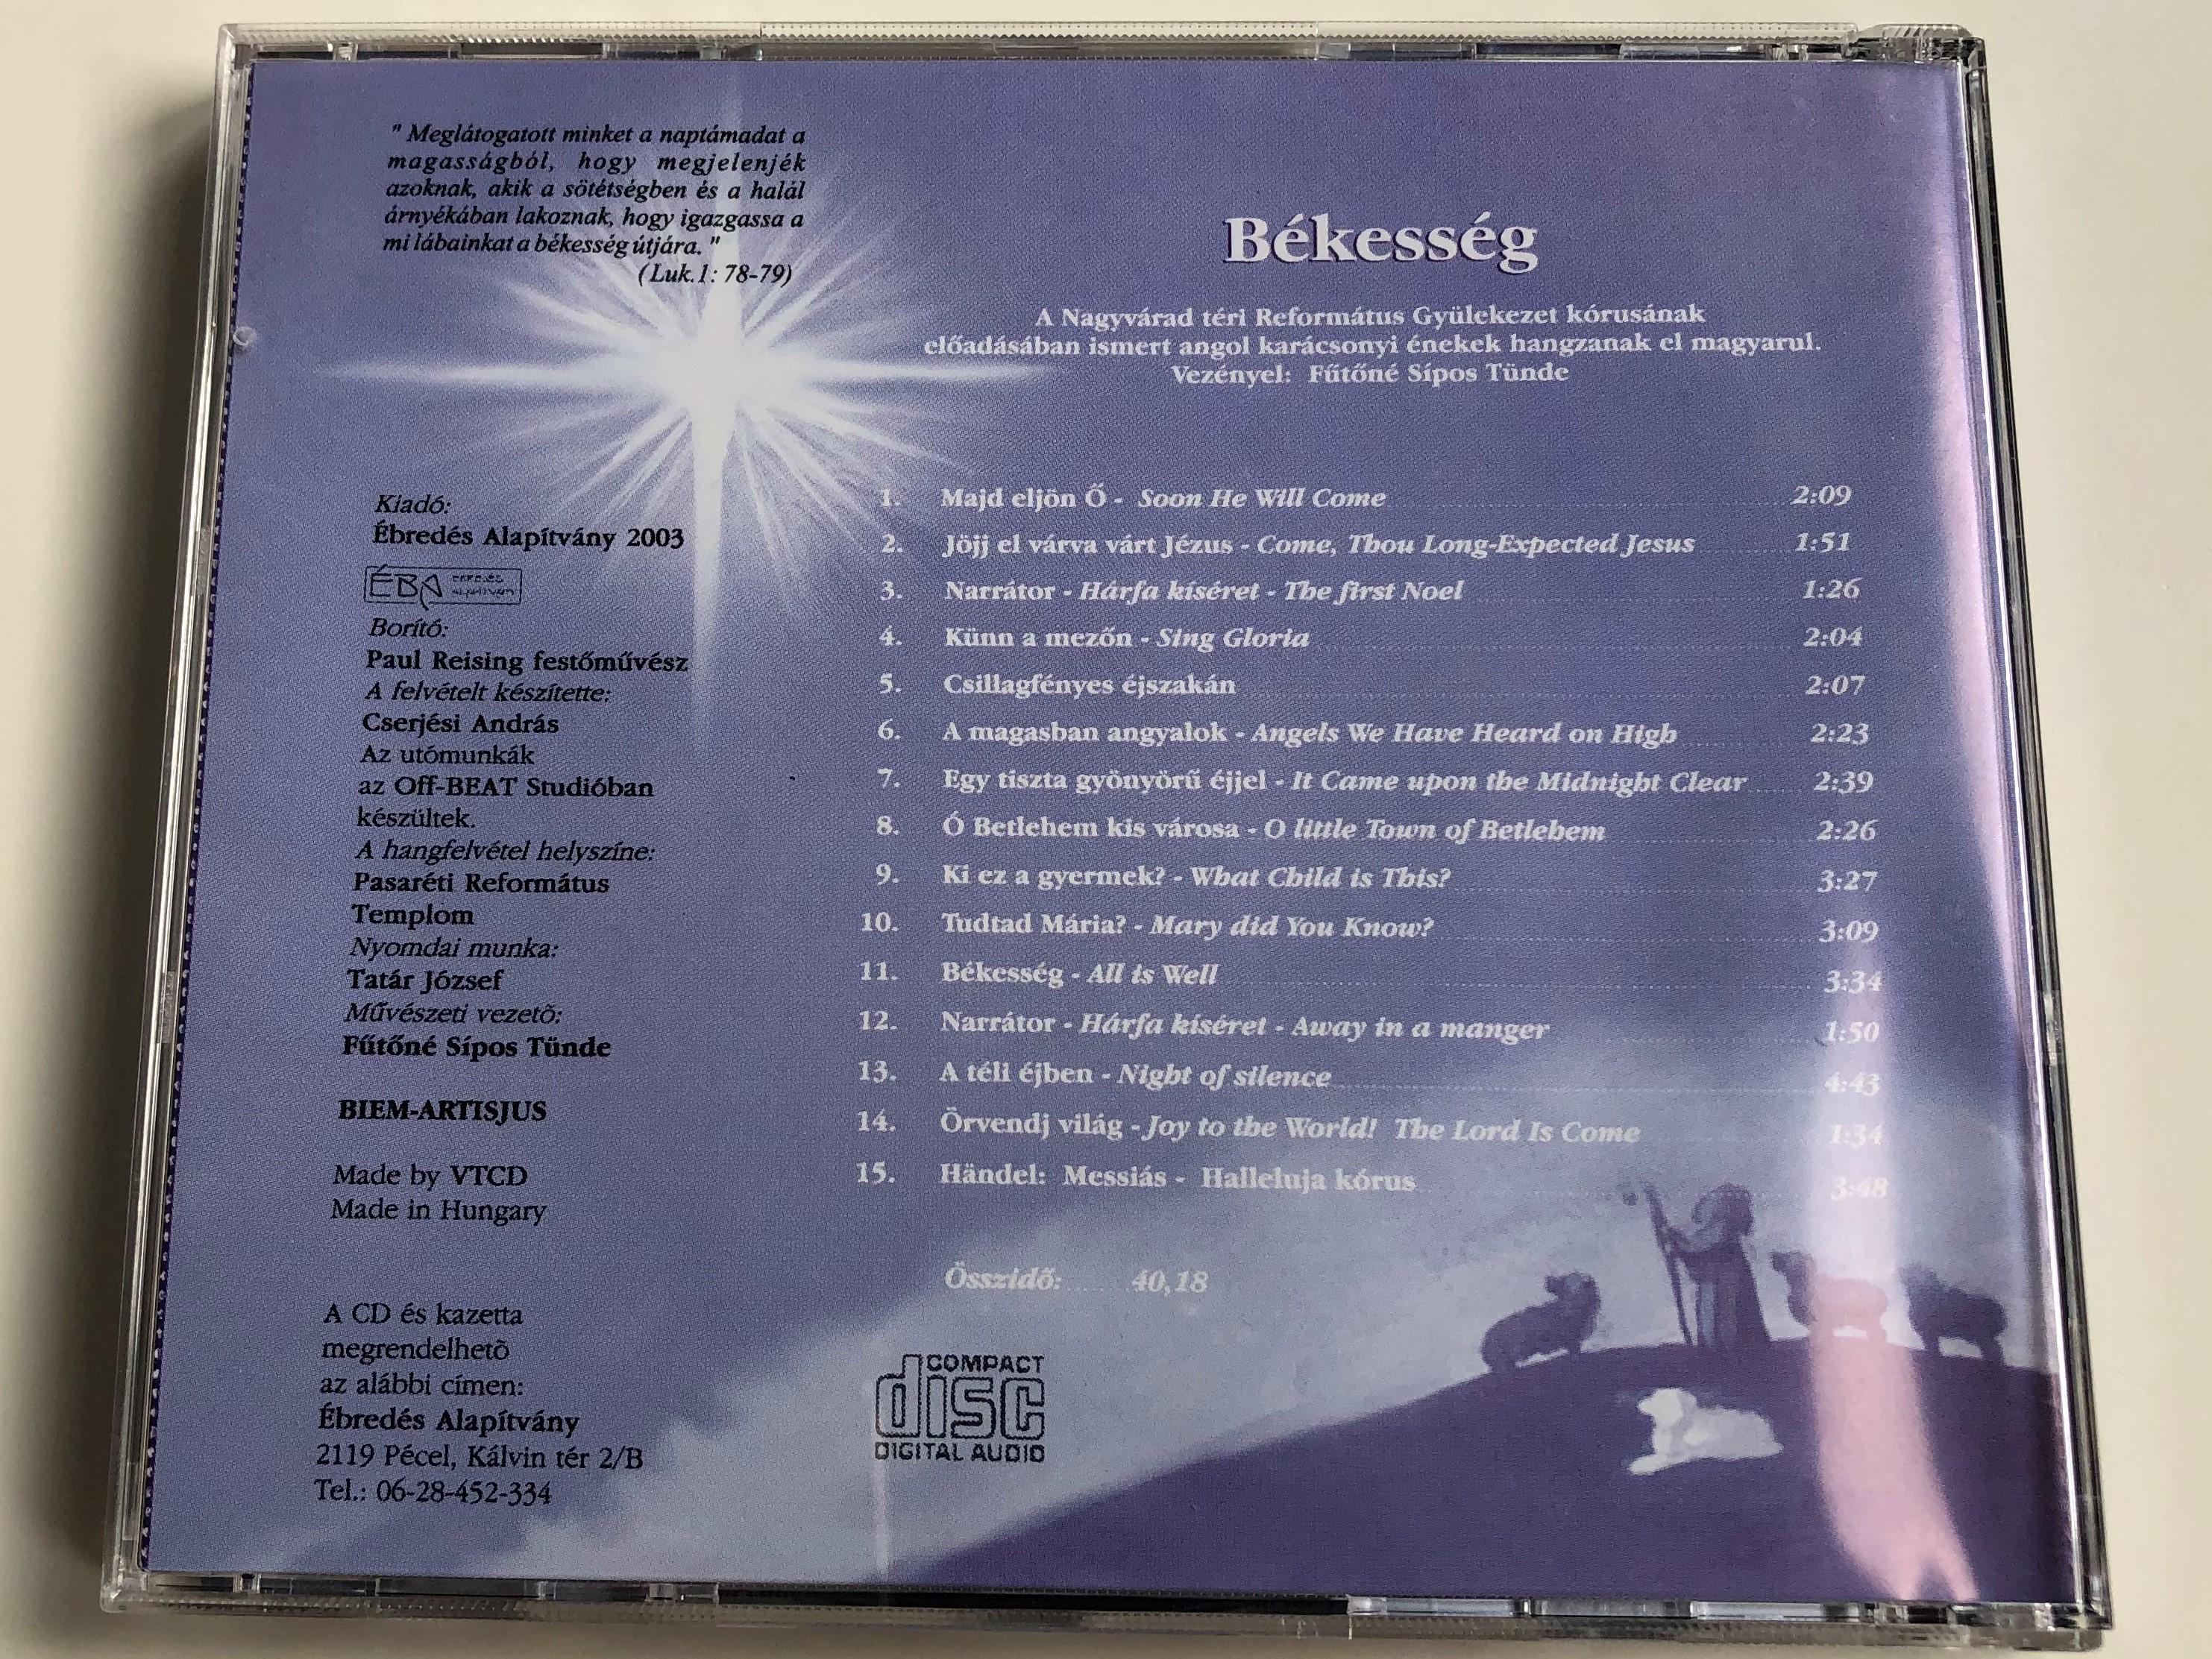 " Meglátogatott minket a naptámadat a
magasságból, hogy megjelenjék
azoknak, akik a sötétségben és a halál
árnyékában lakoznak, hogy igazgassa a
mi lábainkat a békesség útjára. "
(Luk.1: 78-79)
Kiadó:
Ébredés Alapítvány 2003
ÉBA ÉBREDÉS ALAPÍTVÁNY
Borító:
Paul Reising festőművész
A felvételt készítette:
Cserjési András
Az utómunkák
az Off-BEAT Studióban
készültek.
A hangfelvétel helyszíne:
Pasaréti Református
Templom
Nyomdai munka:
Tatár József
Művészeti vezetõ:
Fűtőné Sípos Tünde
BIEM-ARTISJUS
Made by VTCD
Made in Hungary
A CD és kazetta
megrendelhetõ
az alábbi címen:
Ébredés Alapítvány
2119 Pécel, Kálvin tér 2/B
Tel.: 06-28-452-334
Békesség
A Nagyvárad téri Református Gyülekezet kórusának
előadásában ismert angol karácsonyi énekek hangzanak el magyarul.
Vezényel: Fűtőné Sípos Tünde
1. Majd eljön Ő - Soon He Will Come 2:09
2. Jöjj el várva várt Jézus - Come, Thou Long-Expected Jesus 1:51
3. Narrátor - Hárfa kíséret - The first Noel 1:26
4. Künn a mezőn - Sing Gloria 2:04
5. Csillagfényes éjszakán 2:07
6. A magasban angyalok - Angels We Have Heard on High 2:23
7. Egy tiszta gyönyörű éjjel - It Came upon the Midnight Clear 2:39
8. Ó Betlehem kis városa - O little Town of Betlehem 2:26
9. Ki ez a gyermek? - What Child is This? 3:27
10. Tudtad Mária? - Mary did You Know? 3:09
11. Békesség - All is Well 3:34
12. Narrátor - Hárfa kíséret - Away in a manger 1:50
13. A téli éjben - Night of silence 4:43
14. Örvendj világ - Joy to the World! The Lord Is Come 1:34
15. Händel: Messiás - Halleluja kórus 3:48
Összidő: 40,18
COMPACT
disc
DIGITAL AUDIO